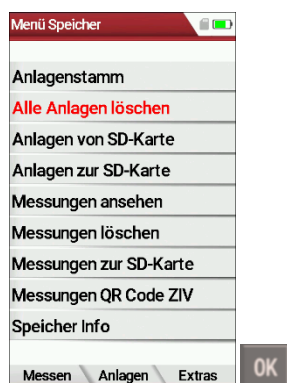 Menü Speicher
Anlagenstamm
Alle Anlagen löschen
Anlagen von SD-Karte
Anlagen zur SD-Karte
Messungen ansehen
Messungen löschen
Messungen zur SD-Karte
Messungen QR Code ZIV
Speicher Info
Messen Anlagen Extras
OK